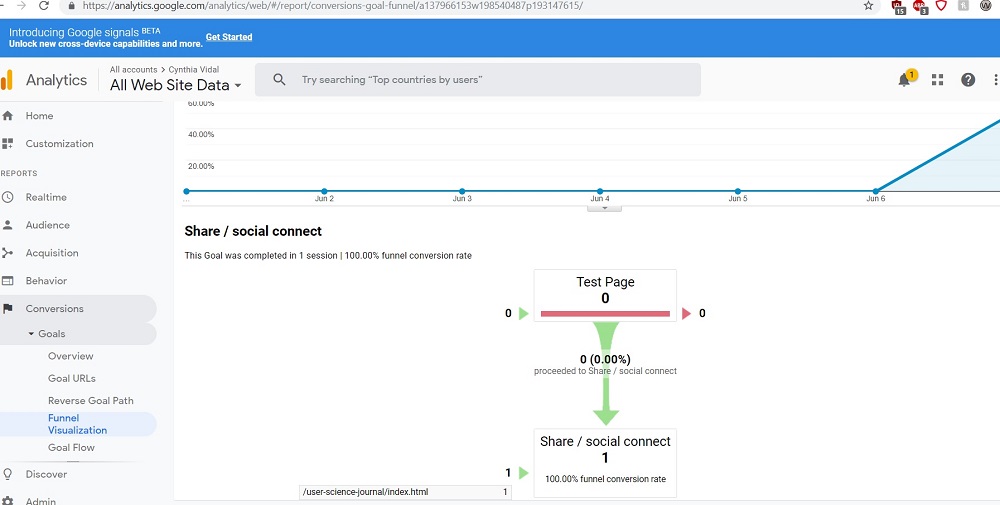 https://analytics.google.com/analytics/web/#/report/conversions-goal-funnel/a137966153w198540487p193147615/
15
3
Introducing Google signals BETA
Unlock new cross-device capabilities and more.
Get Started
Analytics
All accounts > Cynthia Vidal
All Web Site Data
Try searching “Top countries by users”
1
Home
Customization
REPORTS
Realtime
Audience
Acquisition
Behavior
Conversions
Goals
Overview
Goal URLs
Reverse Goal Path
Funnel
Visualization
Goal Flow
Discover
Admin
60.00%
40.00%
20.00%
...
Jun 2
Jun 3
Jun 4
Jun 5
Jun 6
Share / social connect
This Goal was completed in 1 session | 100.00% funnel conversion rate
Test Page
0
0
0
0 (0.00%)
proceeded to Share / social connect
Share / social connect
1
1
100.00% funnel conversion rate
/user-science-journal/index.html 1